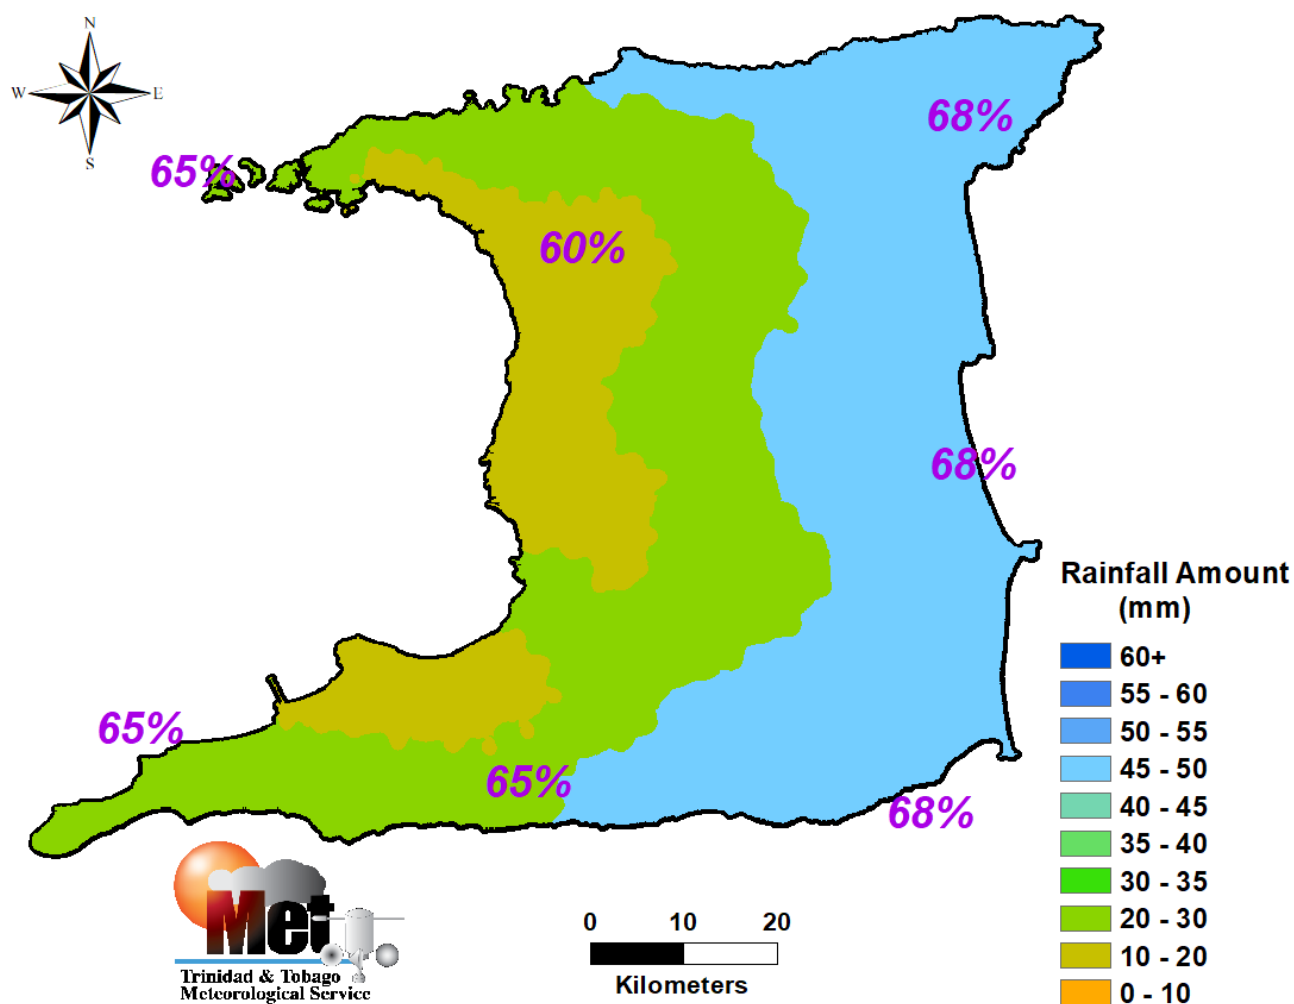 N
W
E
S
68%
65%
60%
68%
65%
65%
68%
Rainfall Amount
(mm)
60+
55 - 60
50 - 55
45 - 50
40 - 45
35 - 40
30 - 35
20 - 30
10 - 20
0 - 10
0 10 20
Kilometers
Met
Trinidad & Tobago
Meteorological Service